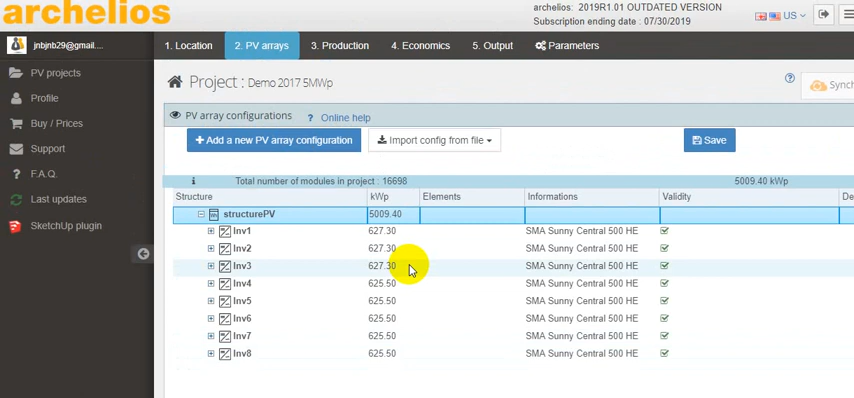 archelios
archelios: 2019R1.01 OUTDATED VERSION
Subscription ending date : 07/30/2019
US
jnbjnb29@gmail....
1. Location
2. PV arrays
3. Production
4. Economics
5. Output
Parameters
PV projects
Profile
Buy / Prices
Support
? F.A.Q.
Last updates
SketchUp plugin
Project : Demo 2017 5MWp
?
Synch
PV array configurations
? Online help
+ Add a new PV array configuration
Import config from file
Save
i Total number of modules in project : 16698 5009.40 kWp
Structure kWp Elements Informations Validity De
structurePV 5009.40
Inv1 627.30 SMA Sunny Central 500 HE
Inv2 627.30 SMA Sunny Central 500 HE
Inv3 627.30 SMA Sunny Central 500 HE
Inv4 625.50 SMA Sunny Central 500 HE
Inv5 625.50 SMA Sunny Central 500 HE
Inv6 625.50 SMA Sunny Central 500 HE
Inv7 625.50 SMA Sunny Central 500 HE
Inv8 625.50 SMA Sunny Central 500 HE